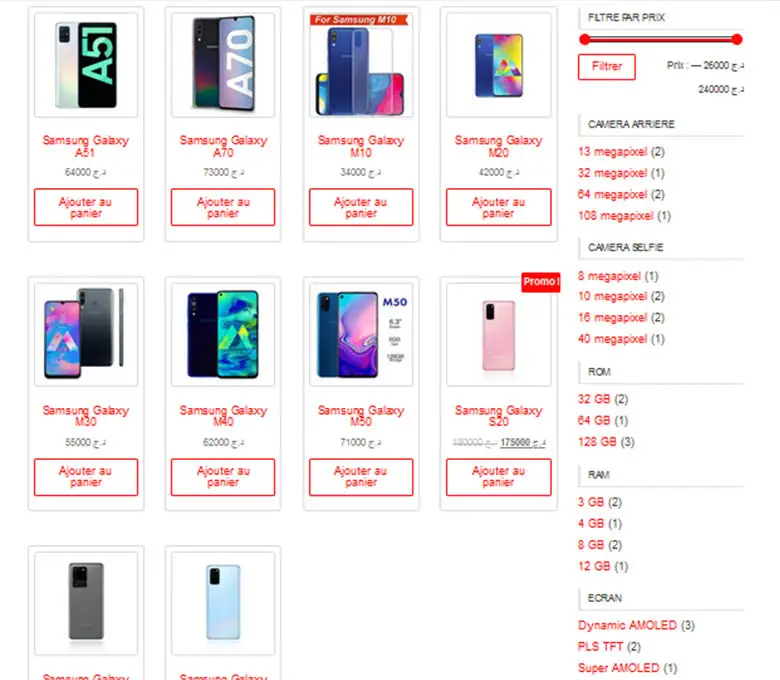 A51
A70
For Samsung M10
Samsung Galaxy
A51
64000 د.ج
Ajouter au
panier
Samsung Galaxy
A70
73000 د.ج
Ajouter au
panier
Samsung Galaxy
M10
34000 د.ج
Ajouter au
panier
Samsung Galaxy
M20
42000 د.ج
Ajouter au
panier
Promo !
M50
6.3"
128GB
Samsung Galaxy
M30
55000 د.ج
Ajouter au
panier
Samsung Galaxy
M40
62000 د.ج
Ajouter au
panier
Samsung Galaxy
M50
71000 د.ج
Ajouter au
panier
Samsung Galaxy
S20
180000 د.ج 175000 د.ج
Ajouter au
panier
Samsung Galaxy
Samsung Galaxy
FILTRE PAR PRIX
Filtrer
Prix : — 26000 د.ج
240000 د.ج
CAMERA ARRIERE
13 megapixel (2)
32 megapixel (1)
64 megapixel (2)
108 megapixel (1)
CAMERA SELFIE
8 megapixel (1)
10 megapixel (2)
16 megapixel (2)
40 megapixel (1)
ROM
32 GB (2)
64 GB (1)
128 GB (3)
RAM
3 GB (2)
4 GB (1)
8 GB (2)
12 GB (1)
ECRAN
Dynamic AMOLED (3)
PLS TFT (2)
Super AMOLED (1)